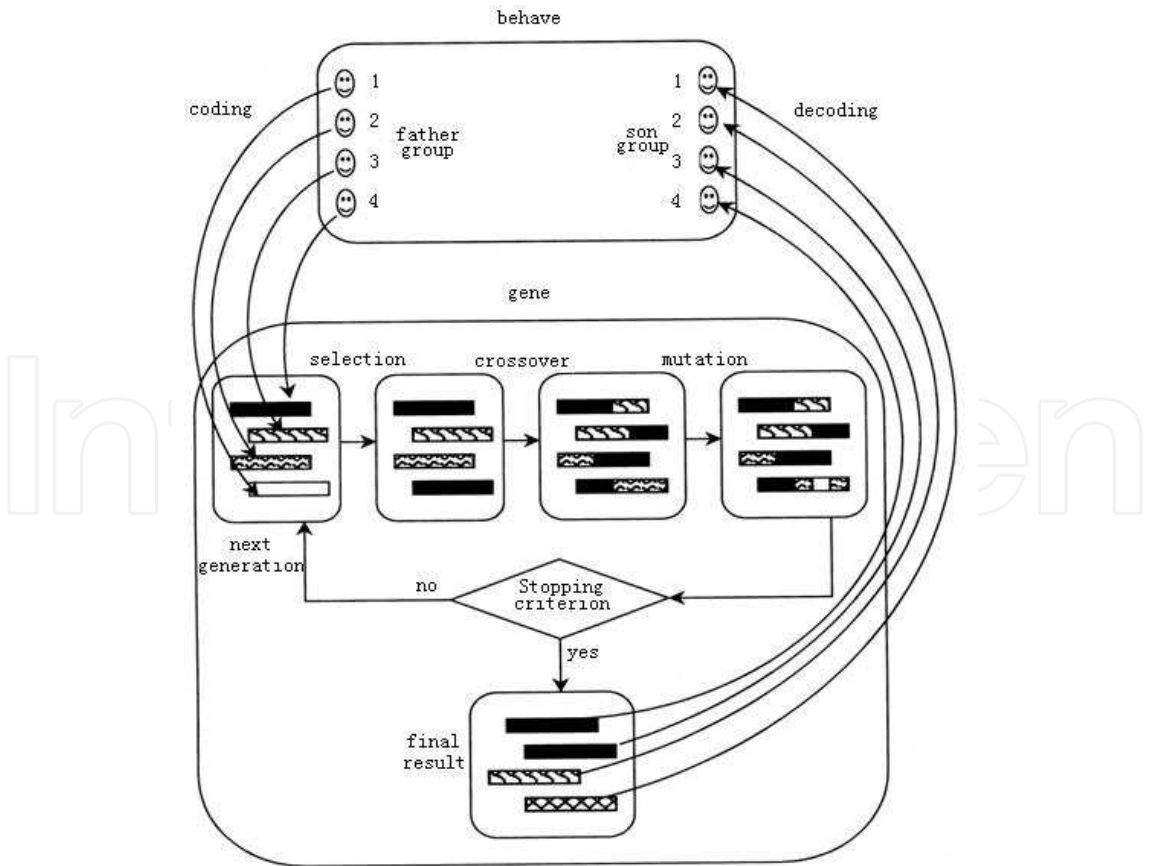 behave
coding
decoding
1
2
3
4
father
group
1
2
3
4
son
group
gene
selection
crossover
mutation
next
generation
no
Stopping
criterion
yes
final
result